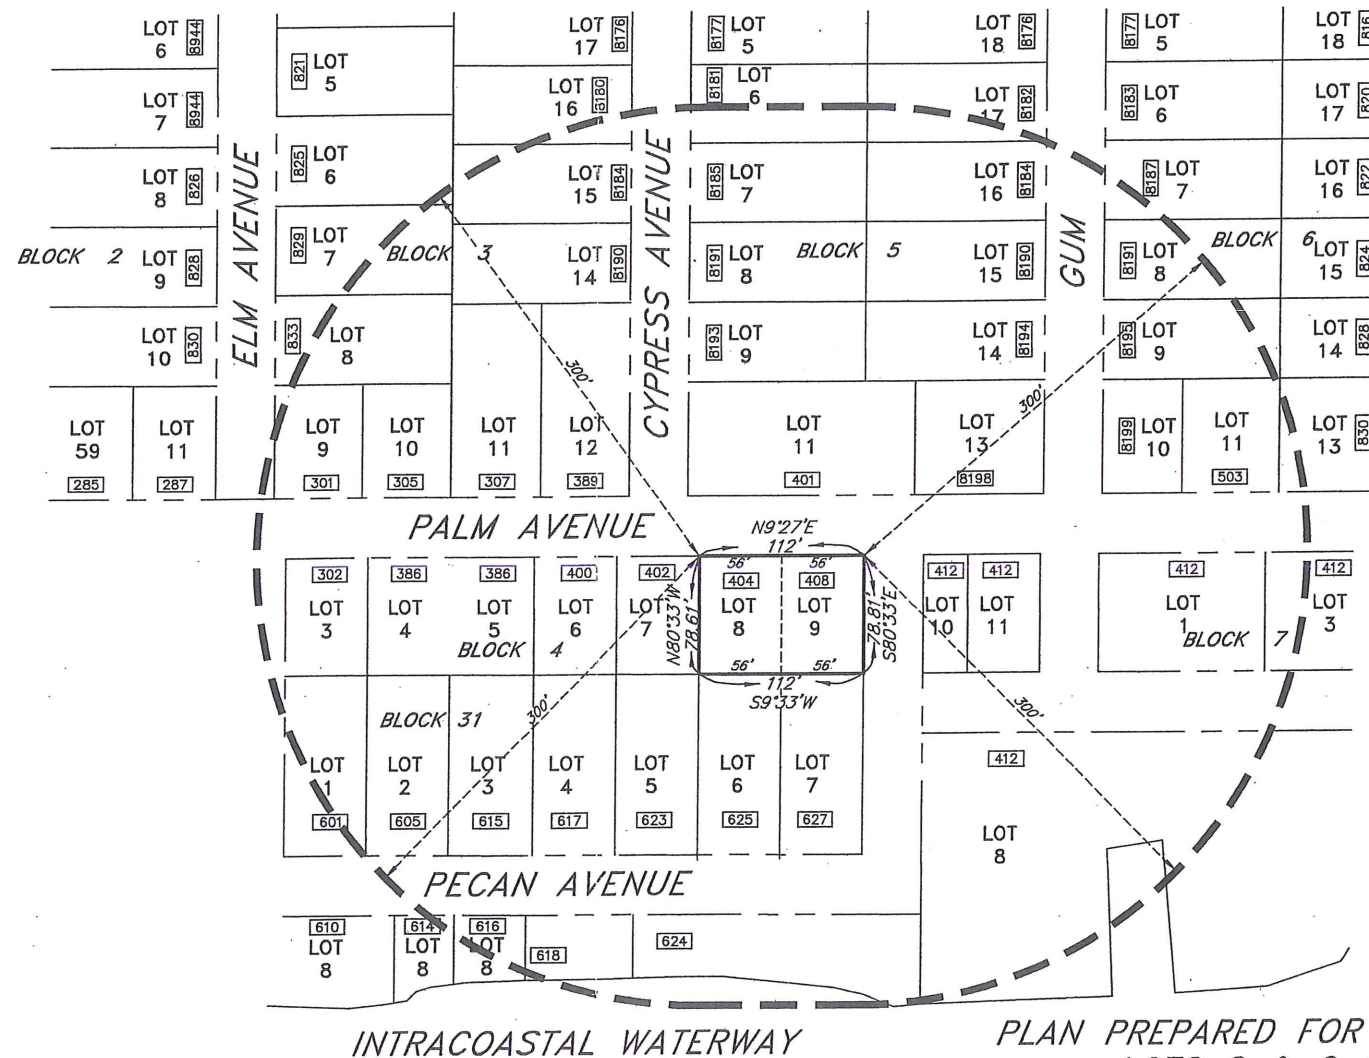 LOT 6 8944
LOT 7 8944
LOT 8 826
BLOCK 2
LOT 9 828
LOT 10 830
LOT 59 285
LOT 11 287
ELM AVENUE
821 LOT 5
825 LOT 6
829 LOT 7
BLOCK 3
833 LOT 8
LOT 9 301
LOT 10 305
LOT 11 307
LOT 12 389
LOT 17 8176
LOT 16 8180
LOT 15 8184
LOT 14 8190
CYPRESS AVENUE
8177 LOT 5
8181 LOT 6
8185 LOT 7
8191 LOT 8
BLOCK 5
8193 LOT 9
LOT 11 401
LOT 18 8176
LOT 17 8182
LOT 16 8184
LOT 15 8190
LOT 14 8194
LOT 13 8198
GUM
8177 LOT 5
8183 LOT 6
8187 LOT 7
8191 LOT 8
BLOCK 6
8195 LOT 9
8199 LOT 10
LOT 11 503
LOT 18 816
LOT 17 820
LOT 16 822
LOT 15 824
LOT 14 828
LOT 13 830
300'
300'
PALM AVENUE
N9°27'E
112'
56' 56'
302 LOT 3
386 LOT 4
386 LOT 5
BLOCK 4
400 LOT 6
402 LOT 7
N80°33'W
78.61'
404 LOT 8
408 LOT 9
78.81'
S80°33'E
56' 56'
112'
S9°33'W
412 LOT 10
412 LOT 11
412 LOT 1
BLOCK 7
412 LOT 3
BLOCK 31
300'
300'
LOT 1 601
LOT 2 605
LOT 3 615
LOT 4 617
LOT 5 623
LOT 6 625
LOT 7 627
412
LOT 8
PECAN AVENUE
610 LOT 8
614 LOT 8
616 LOT 8
618
624
INTRACOASTAL WATERWAY
PLAN PREPARED FOR